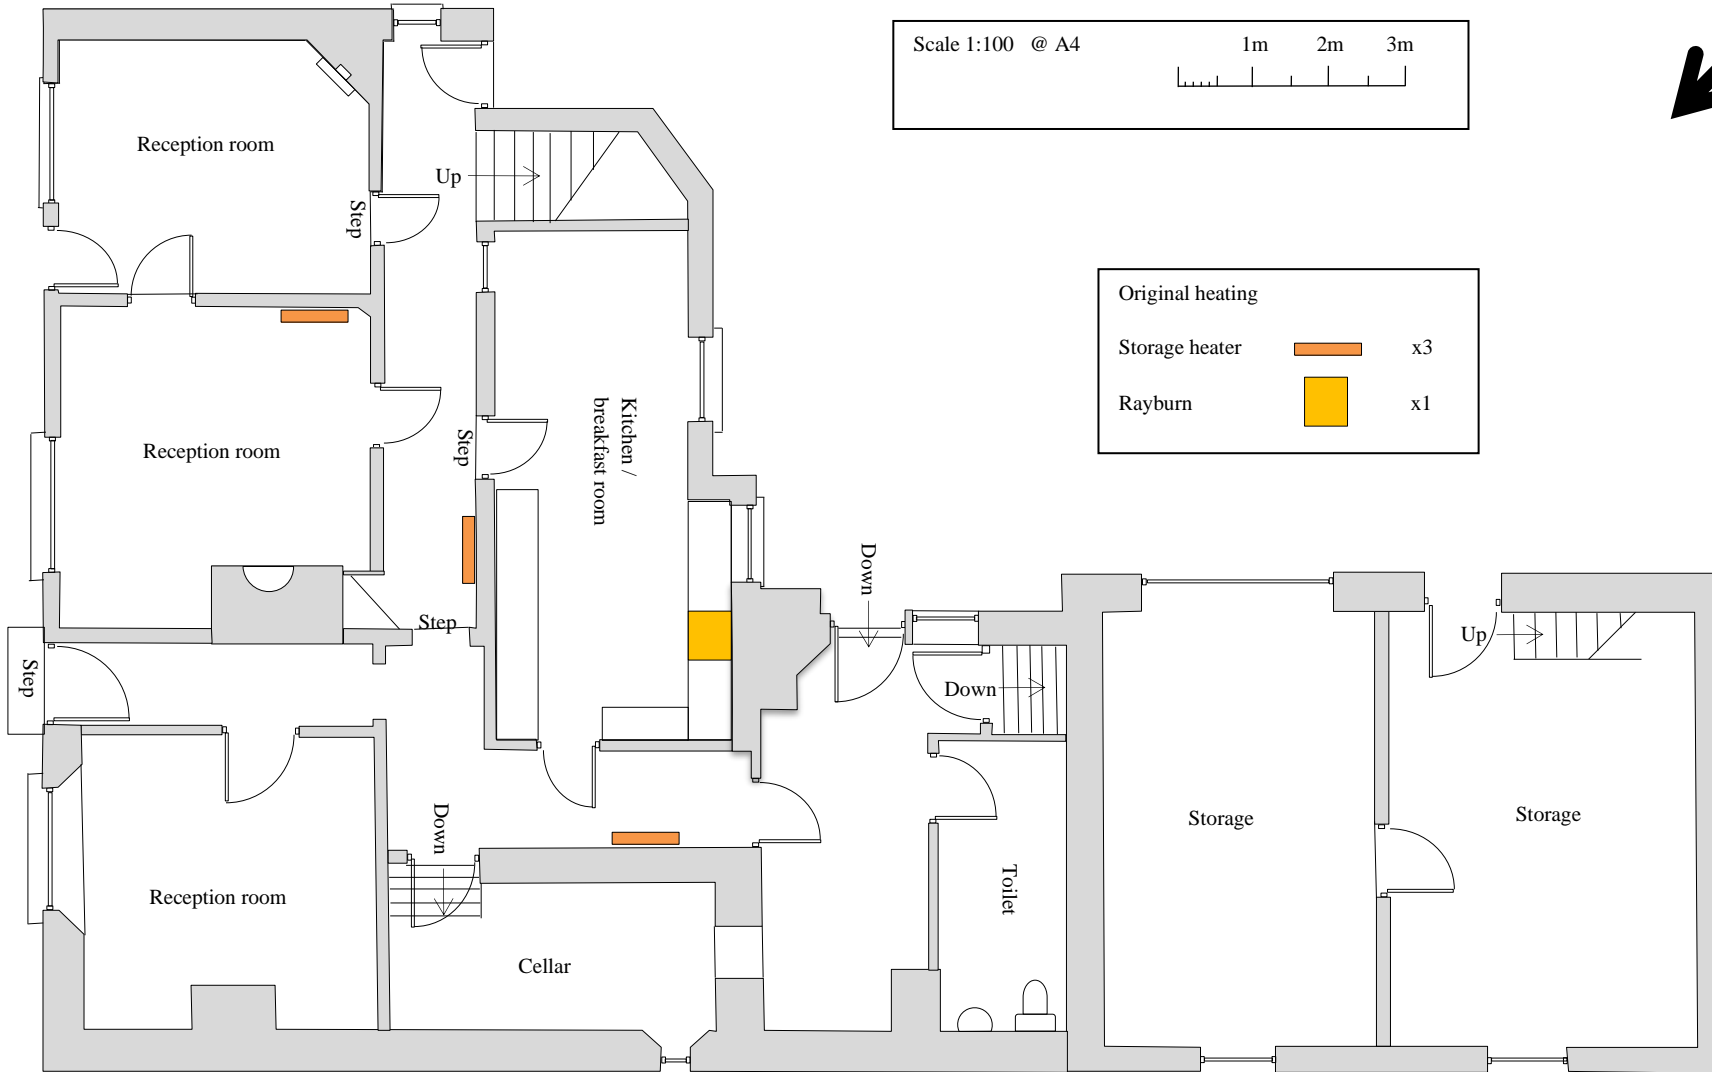 Scale 1:100 @ A4
1m 2m 3m
Reception room
Up
Step
Original heating
Storage heater x3
Rayburn x1
Kitchen /
breakfast room
Reception room
Step
Down
Step
Up
Step
Down
Down
Storage
Storage
Toilet
Reception room
Cellar